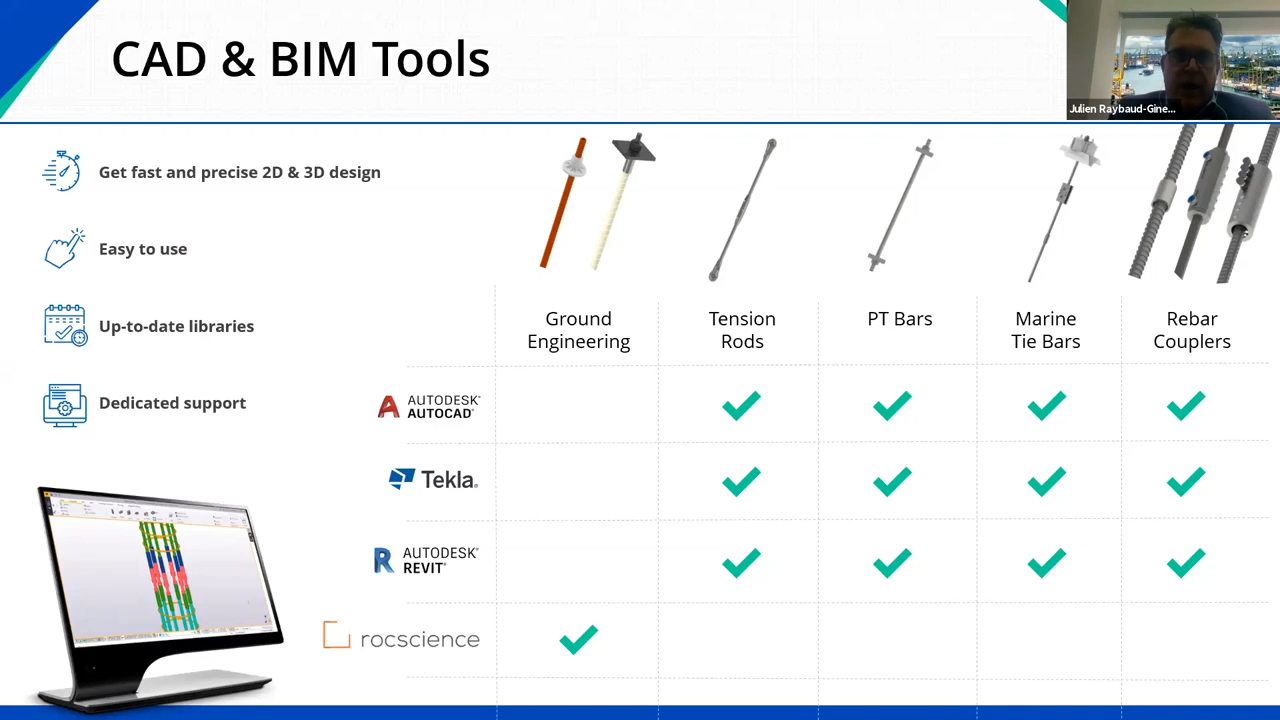 CAD & BIM Tools
Julien Raybaud-Gine...
Get fast and precise 2D & 3D design
Easy to use
Up-to-date libraries
Dedicated support
Ground
Engineering
Tension
Rods
PT Bars
Marine
Tie Bars
Rebar
Couplers
AUTODESK®
AUTOCAD®
Tekla®
AUTODESK®
REVIT®
rocscience